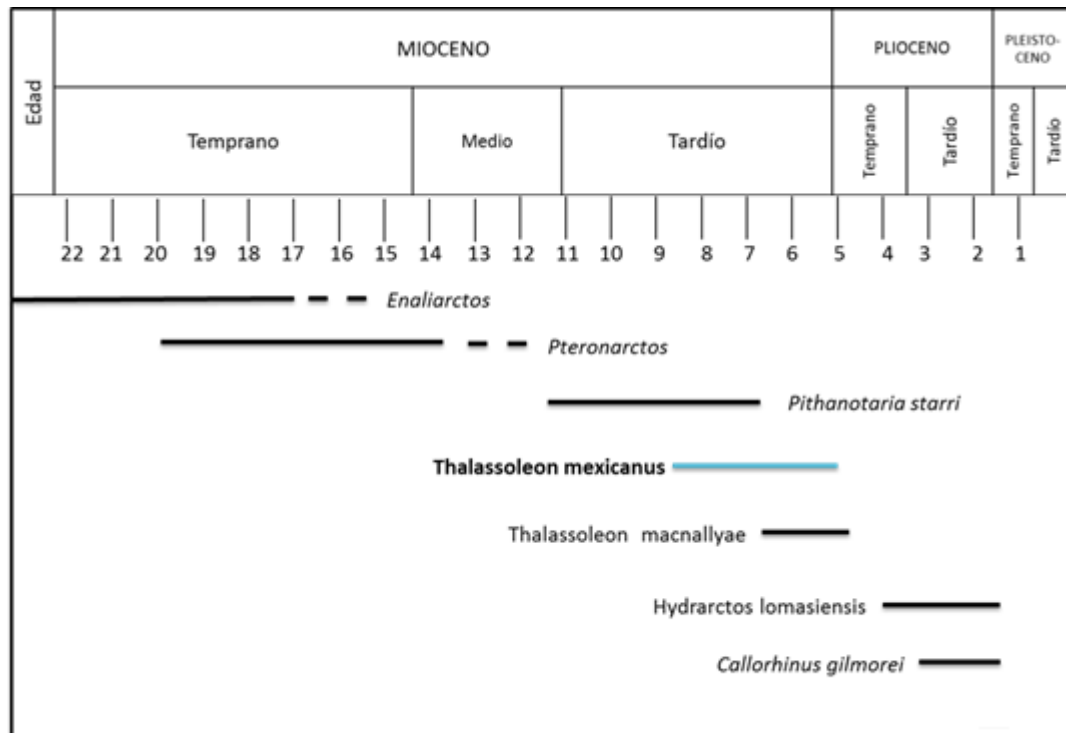 Edad
MIOCENO
PLIOCENO
PLEISTO-
CENO
Temprano
Medio
Tardío
Temprano
Tardío
Temprano
Tardío
22 21 20 19 18 17 16 15 14 13 12 11 10 9 8 7 6 5 4 3 2 1
Enaliarctos
Pteronarctos
Pithanotaria starri
Thalassoleon mexicanus
Thalassoleon macnallyae
Hydrarctos lomasiensis
Callorhinus gilmorei